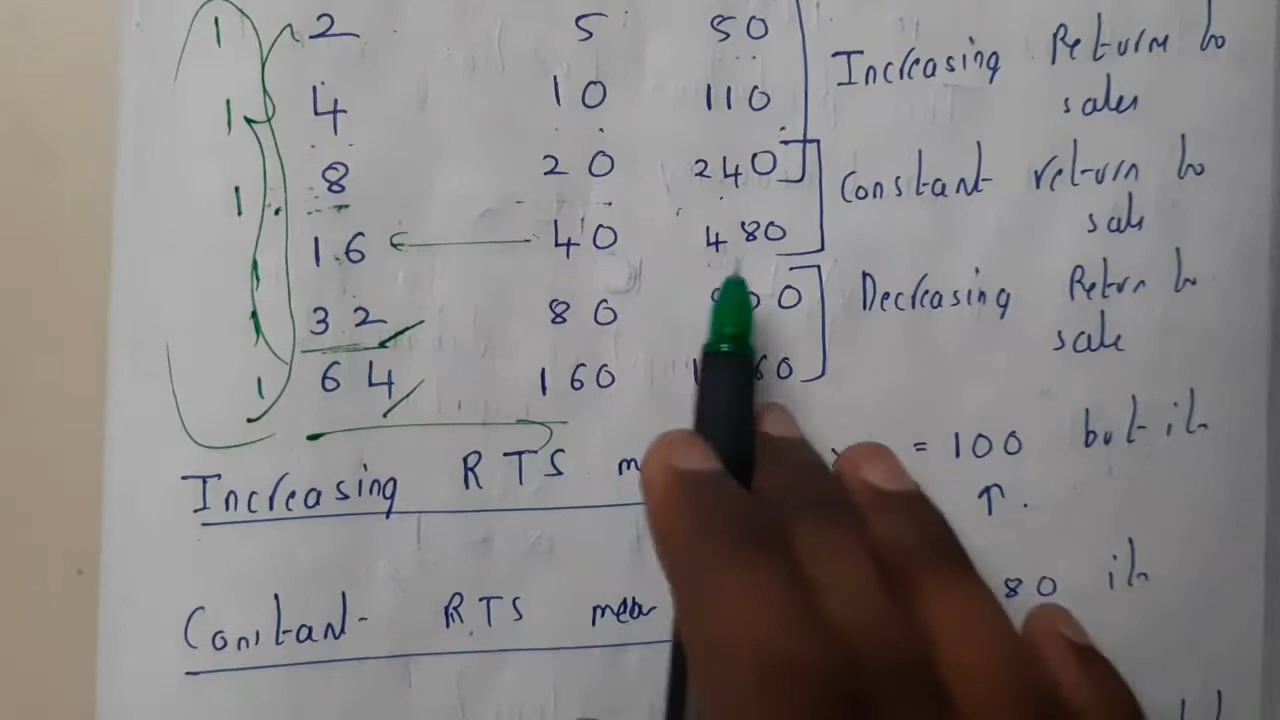 1 2 5 50
1 4 10 110 Increasing Return to sales
1 8 20 240
16 40 480 Constant return to sale
1 32 80
1 64 160 Decreasing Return to sale
Increasing RTS = 100 but it
↑.
Constant RTS mean 80 it